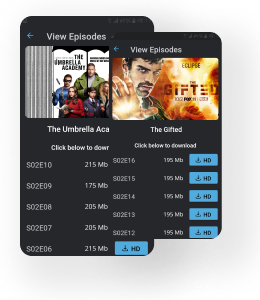 View Episodes
THE UMBRELLA ACADEMY
The Umbrella Aca
Click below to down
S02E10 215 Mb
S02E09 175 Mb
S02E08 205 Mb
S02E07 205 Mb
S02E06 215 Mb HD
View Episodes
ECLIPSE
THE GIFTED
The Gifted
Click below to download
S02E16 195 Mb HD
S02E15 195 Mb HD
S02E14 195 Mb HD
S02E13 195 Mb HD
S02E12 195 Mb HD